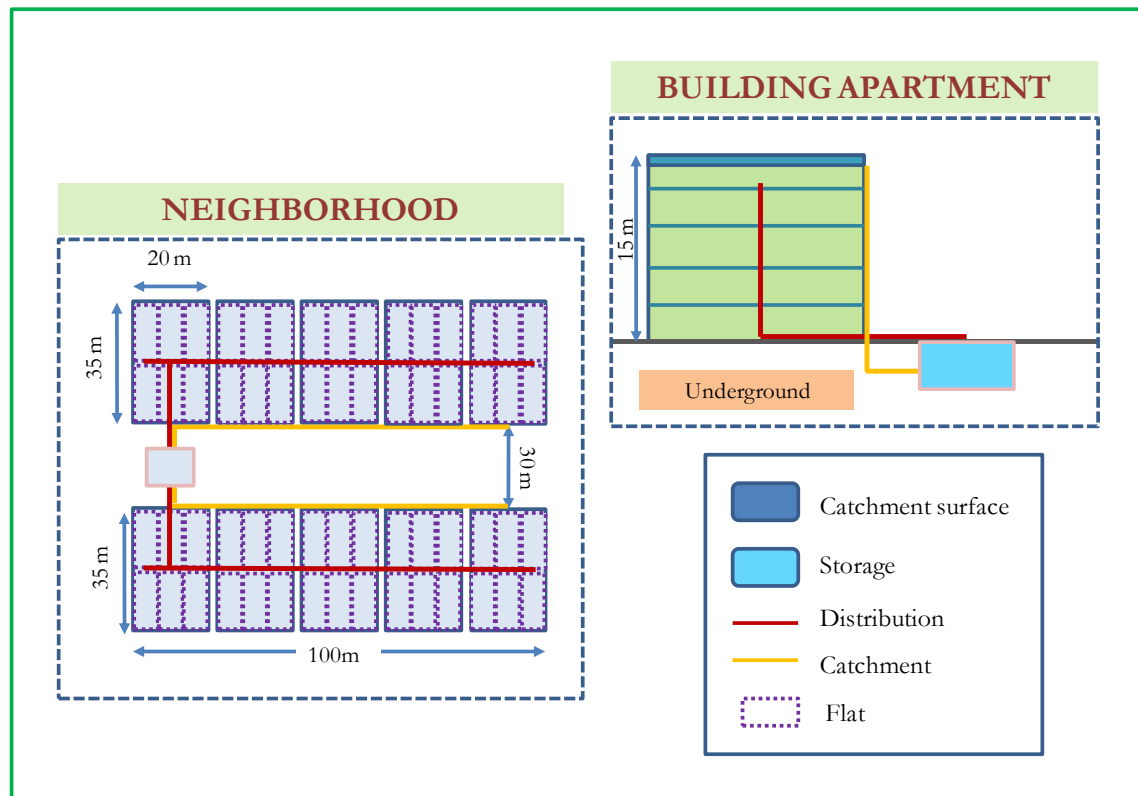 BUILDING APARTMENT
15 m
Underground
NEIGHBORHOOD
20 m
35 m
30 m
35 m
100m
Catchment surface
Storage
Distribution
Catchment
Flat